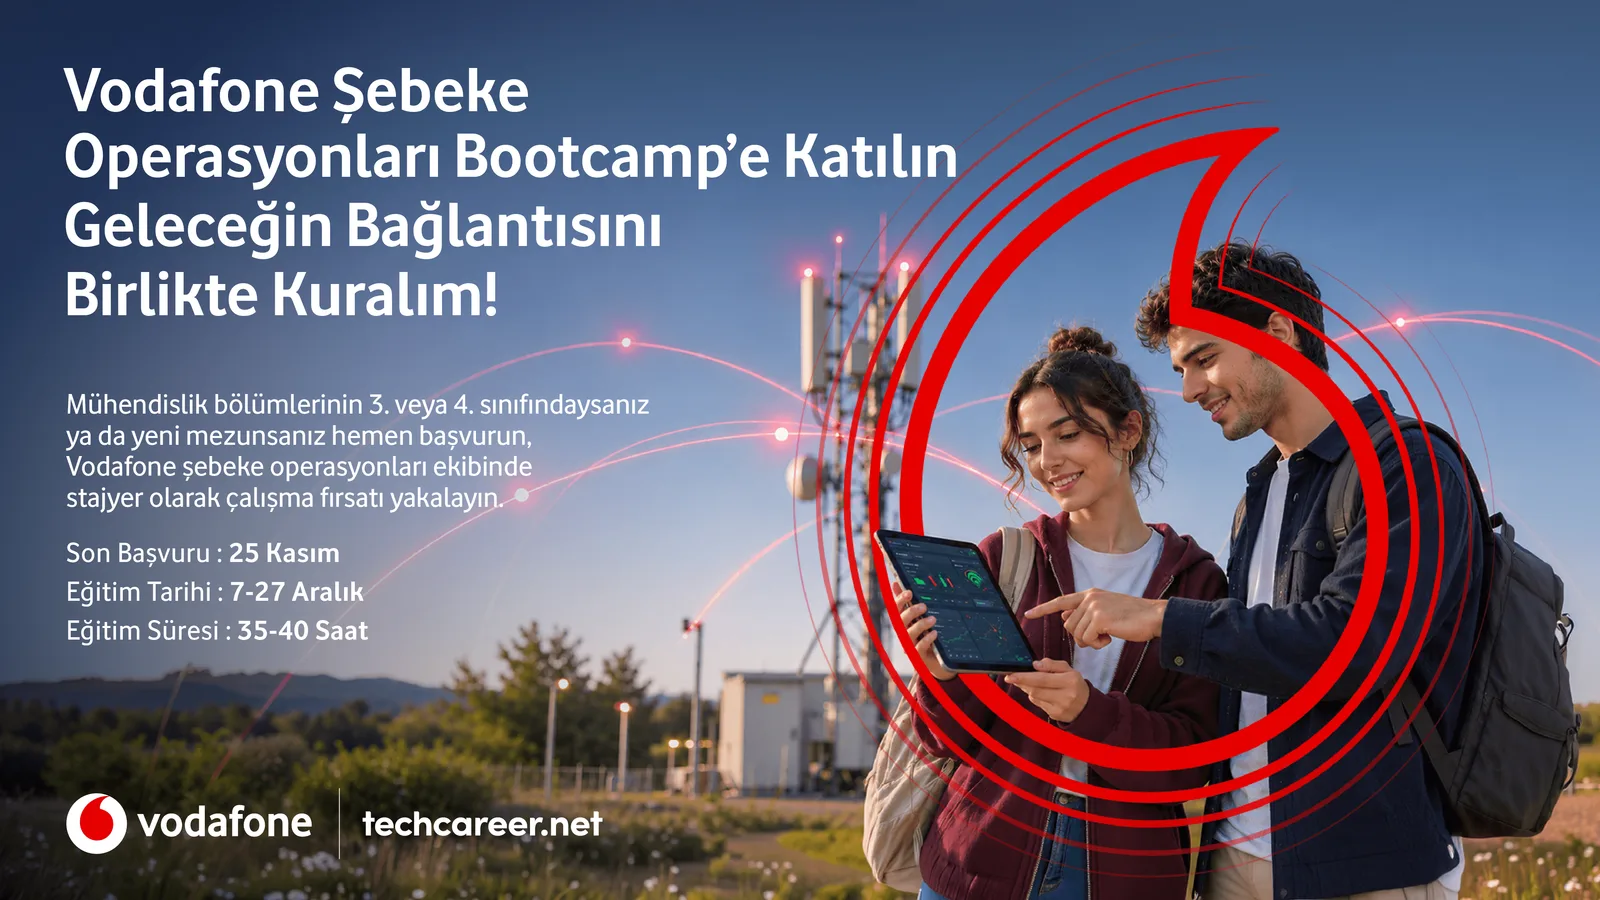 Vodafone Şebeke
Operasyonları Bootcamp’e Katılın
Geleceğin Bağlantısını
Birlikte Kuralım!
Mühendislik bölümlerinin 3. veya 4. sınıfındaysanız
ya da yeni mezunsanız hemen başvurun,
Vodafone şebeke operasyonları ekibinde
stajyer olarak çalışma fırsatı yakalayın.
Son Başvuru : 25 Kasım
Eğitim Tarihi : 7-27 Aralık
Eğitim Süresi : 35-40 Saat
vodafone
techcareer.net